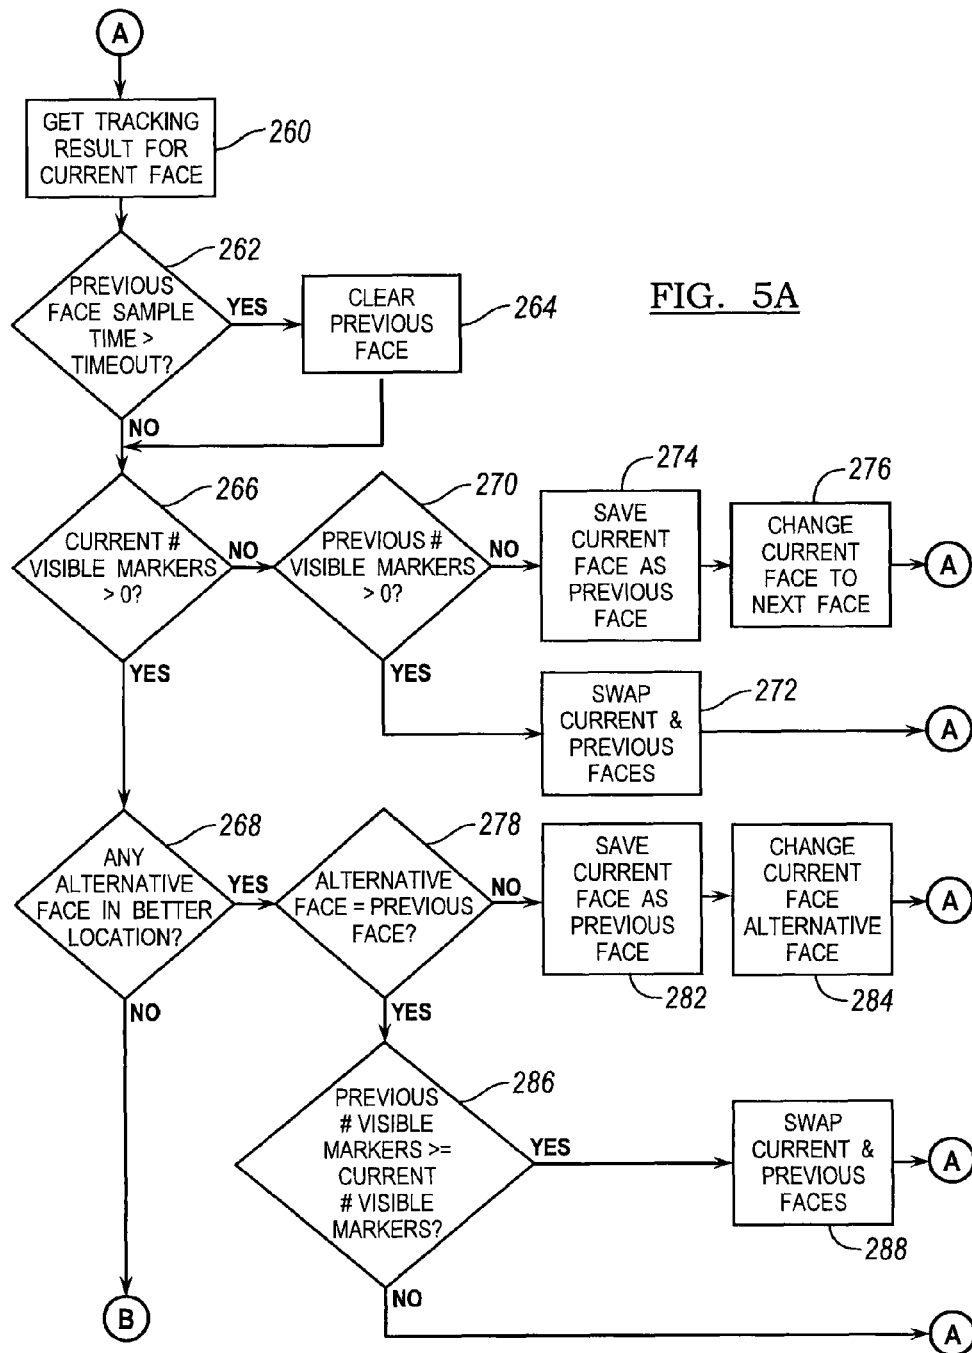 A
GET TRACKING
RESULT FOR
CURRENT FACE
260
262
PREVIOUS
FACE SAMPLE
TIME >
TIMEOUT?
YES
CLEAR
PREVIOUS
FACE
264
FIG. 5A
NO
266
CURRENT #
VISIBLE MARKERS
> 0?
NO
270
PREVIOUS #
VISIBLE MARKERS
> 0?
NO
274
SAVE
CURRENT
FACE AS
PREVIOUS
FACE
276
CHANGE
CURRENT
FACE TO
NEXT FACE
A
YES
YES
272
SWAP
CURRENT &
PREVIOUS
FACES
A
268
ANY
ALTERNATIVE
FACE IN BETTER
LOCATION?
YES
278
ALTERNATIVE
FACE = PREVIOUS
FACE?
NO
SAVE
CURRENT
FACE AS
PREVIOUS
FACE
282
CHANGE
CURRENT
FACE
ALTERNATIVE
FACE
284
A
NO
YES
286
PREVIOUS
# VISIBLE
MARKERS >=
CURRENT
# VISIBLE
MARKERS?
YES
SWAP
CURRENT &
PREVIOUS
FACES
288
A
NO
B
A